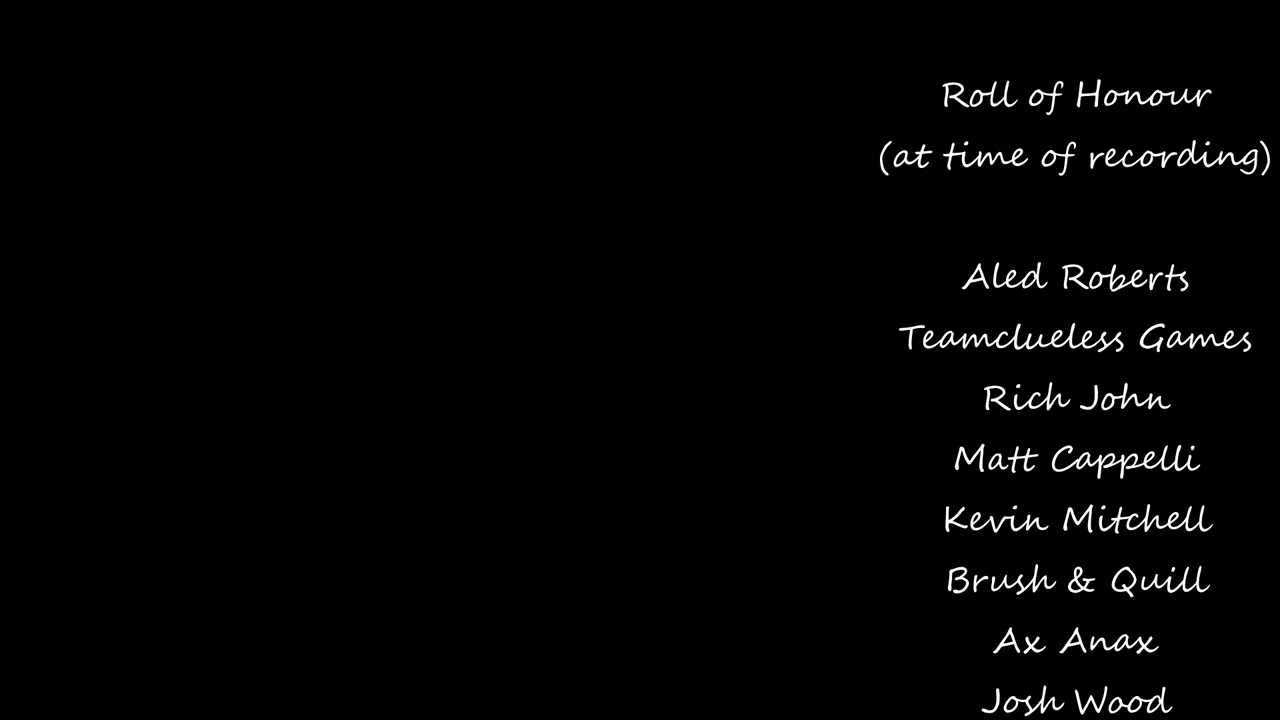 Roll of Honour
(at time of recording)
Aled Roberts
Teamclueless Games
Rich John
Matt Cappelli
Kevin Mitchell
Brush & Quill
Ax Anax
Josh Wood